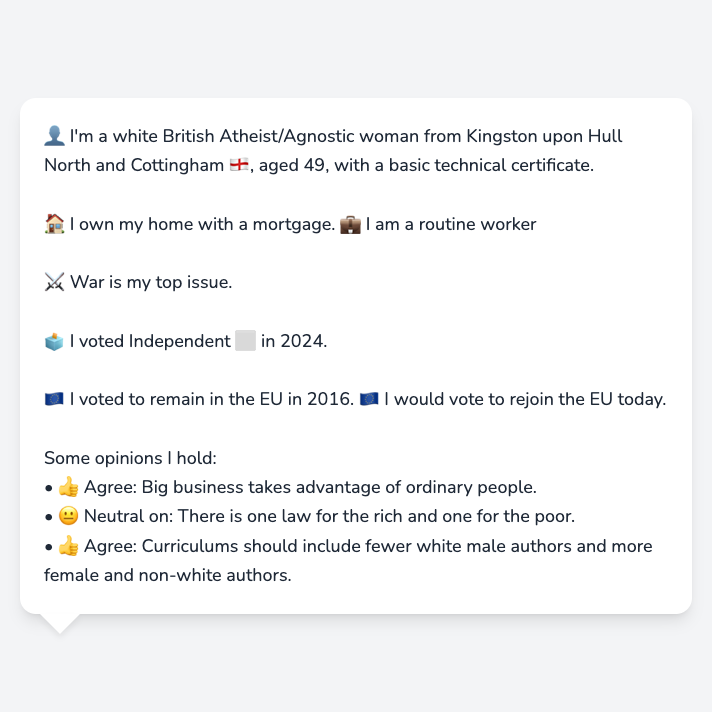 👤 I'm a white British Atheist/Agnostic woman from Kingston upon Hull
North and Cottingham 🏴󠁧󠁢󠁥󠁮󠁧󠁿, aged 49, with a basic technical certificate.
🏠 I own my home with a mortgage. 💼 I am a routine worker
⚔️ War is my top issue.
🗳️ I voted Independent ⬜ in 2024.
🇪🇺 I voted to remain in the EU in 2016. 🇪🇺 I would vote to rejoin the EU today.
Some opinions I hold:
• 👍 Agree: Big business takes advantage of ordinary people.
• 😐 Neutral on: There is one law for the rich and one for the poor.
• 👍 Agree: Curriculums should include fewer white male authors and more
female and non-white authors.